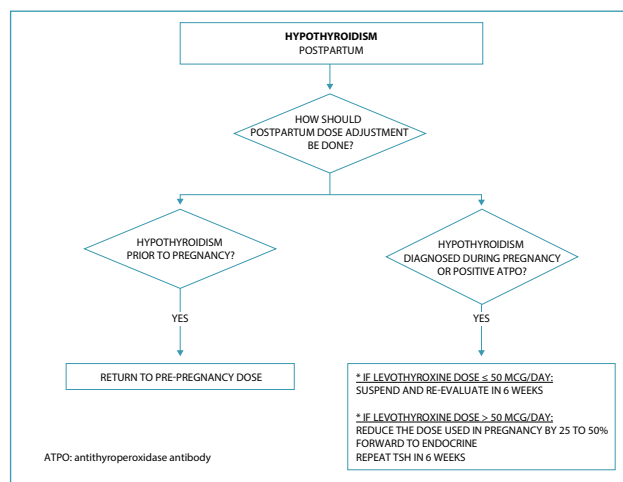 HYPOTHYROIDISM
POSTPARTUM
HOW SHOULD
POSTPARTUM DOSE ADJUSTMENT
BE DONE?
HYPOTHYROIDISM
PRIOR TO PREGNANCY?
HYPOTHYROIDISM
DIAGNOSED DURING PREGNANCY
OR POSITIVE ATPO?
YES
YES
RETURN TO PRE-PREGNANCY DOSE
* IF LEVOTHYROXINE DOSE ≤ 50 MCG/DAY:
SUSPEND AND RE-EVALUATE IN 6 WEEKS
* IF LEVOTHYROXINE DOSE > 50 MCG/DAY:
REDUCE THE DOSE USED IN PREGNANCY BY 25 TO 50%
FORWARD TO ENDOCRINE
REPEAT TSH IN 6 WEEKS
ATPO: antithyroperoxidase antibody